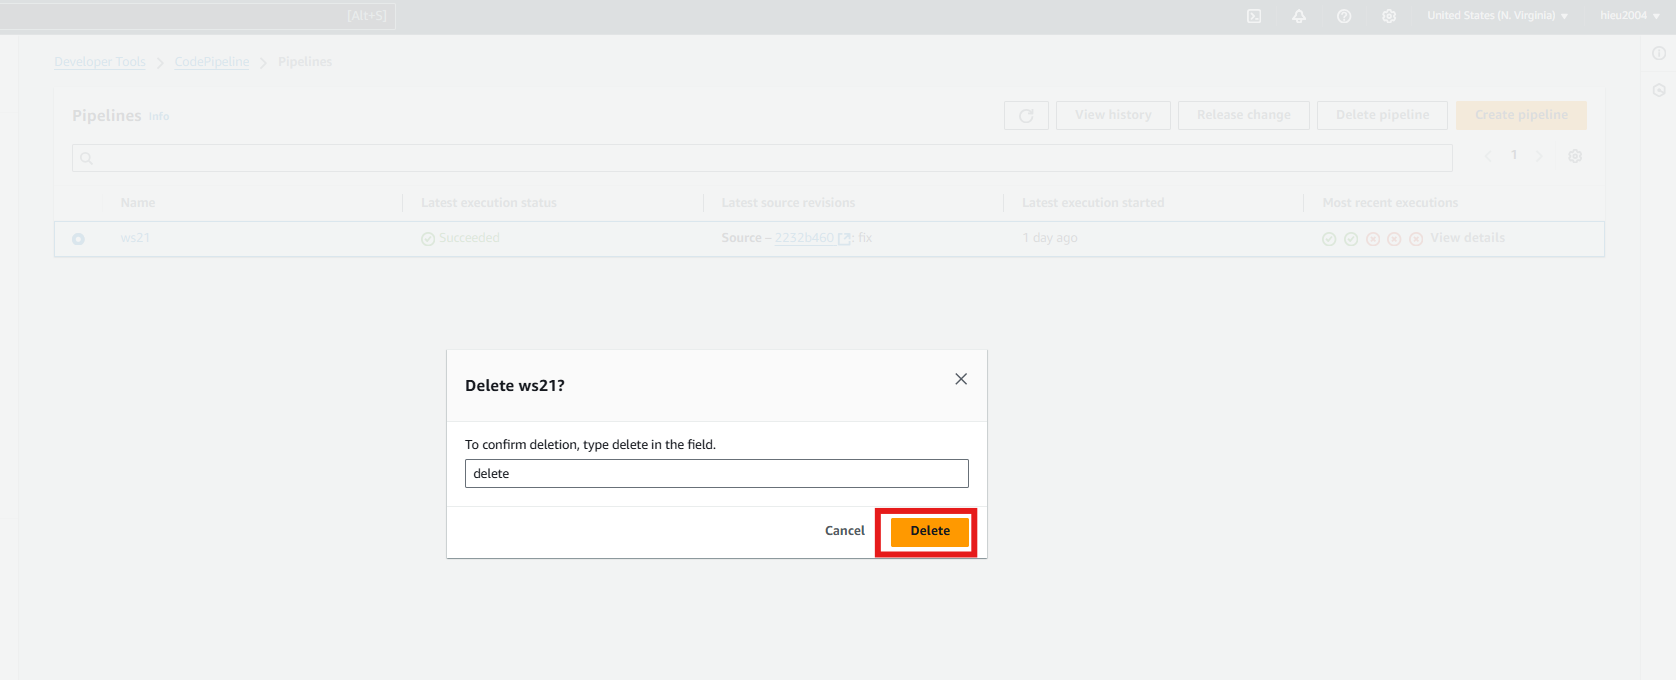 [Alt+S] United States (N. Virginia) hieu2004
Developer Tools CodePipeline Pipelines
Pipelines Info View history Release change Delete pipeline Create pipeline
1
Name Latest execution status Latest source revisions Latest execution started Most recent executions
ws21 Succeeded Source – 2232b460 : fix 1 day ago View details
Delete ws21?
To confirm deletion, type delete in the field.
delete
Cancel Delete